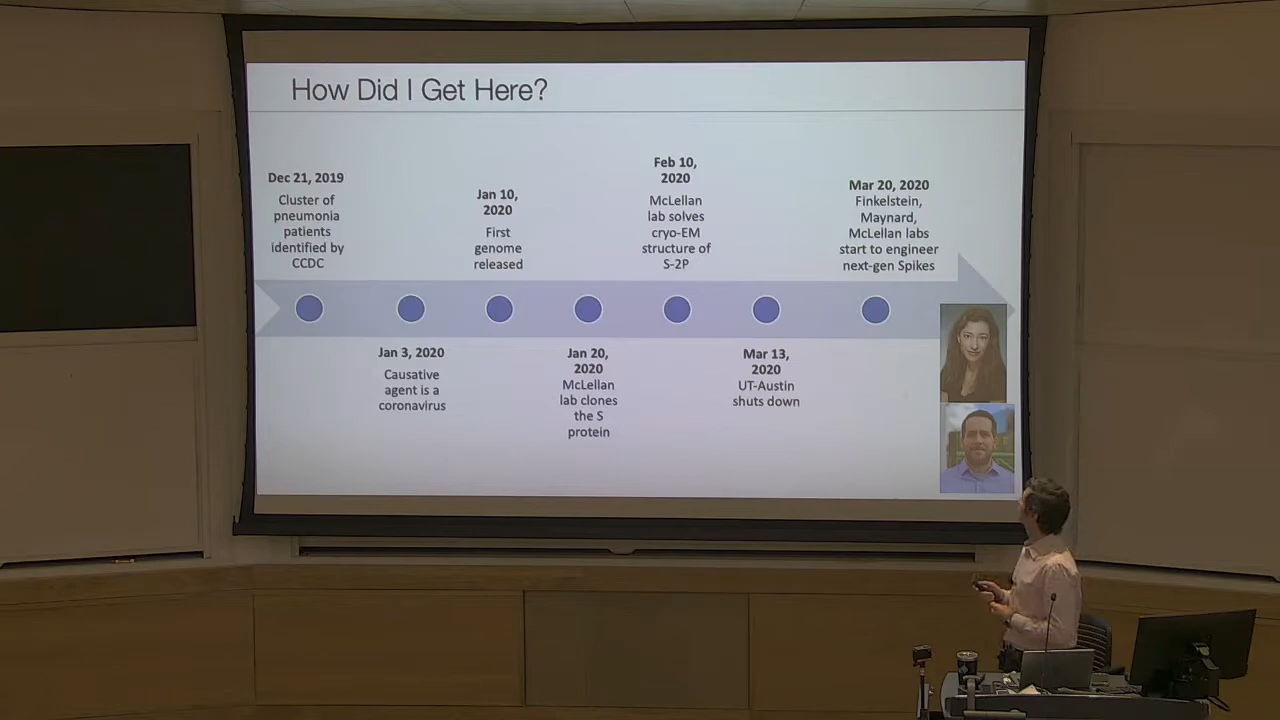 How Did I Get Here?
Dec 21, 2019
Cluster of
pneumonia
patients
identified by
CCDC
Jan 3, 2020
Causative
agent is a
coronavirus
Jan 10,
2020
First
genome
released
Jan 20,
2020
McLellan
lab clones
the S
protein
Feb 10,
2020
McLellan
lab solves
cryo-EM
structure of
S-2P
Mar 13,
2020
UT-Austin
shuts down
Mar 20, 2020
Finkelstein,
Maynard,
McLellan labs
start to engineer
next-gen Spikes